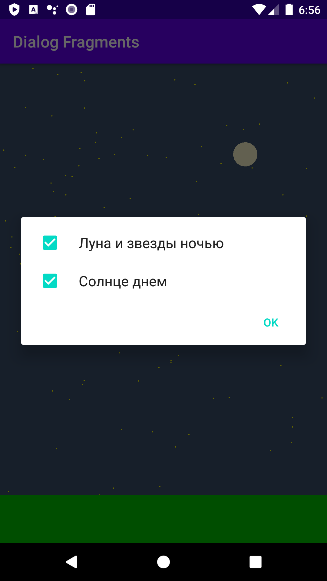 6:56
Dialog Fragments
Луна и звезды ночью
Солнце днем
OK